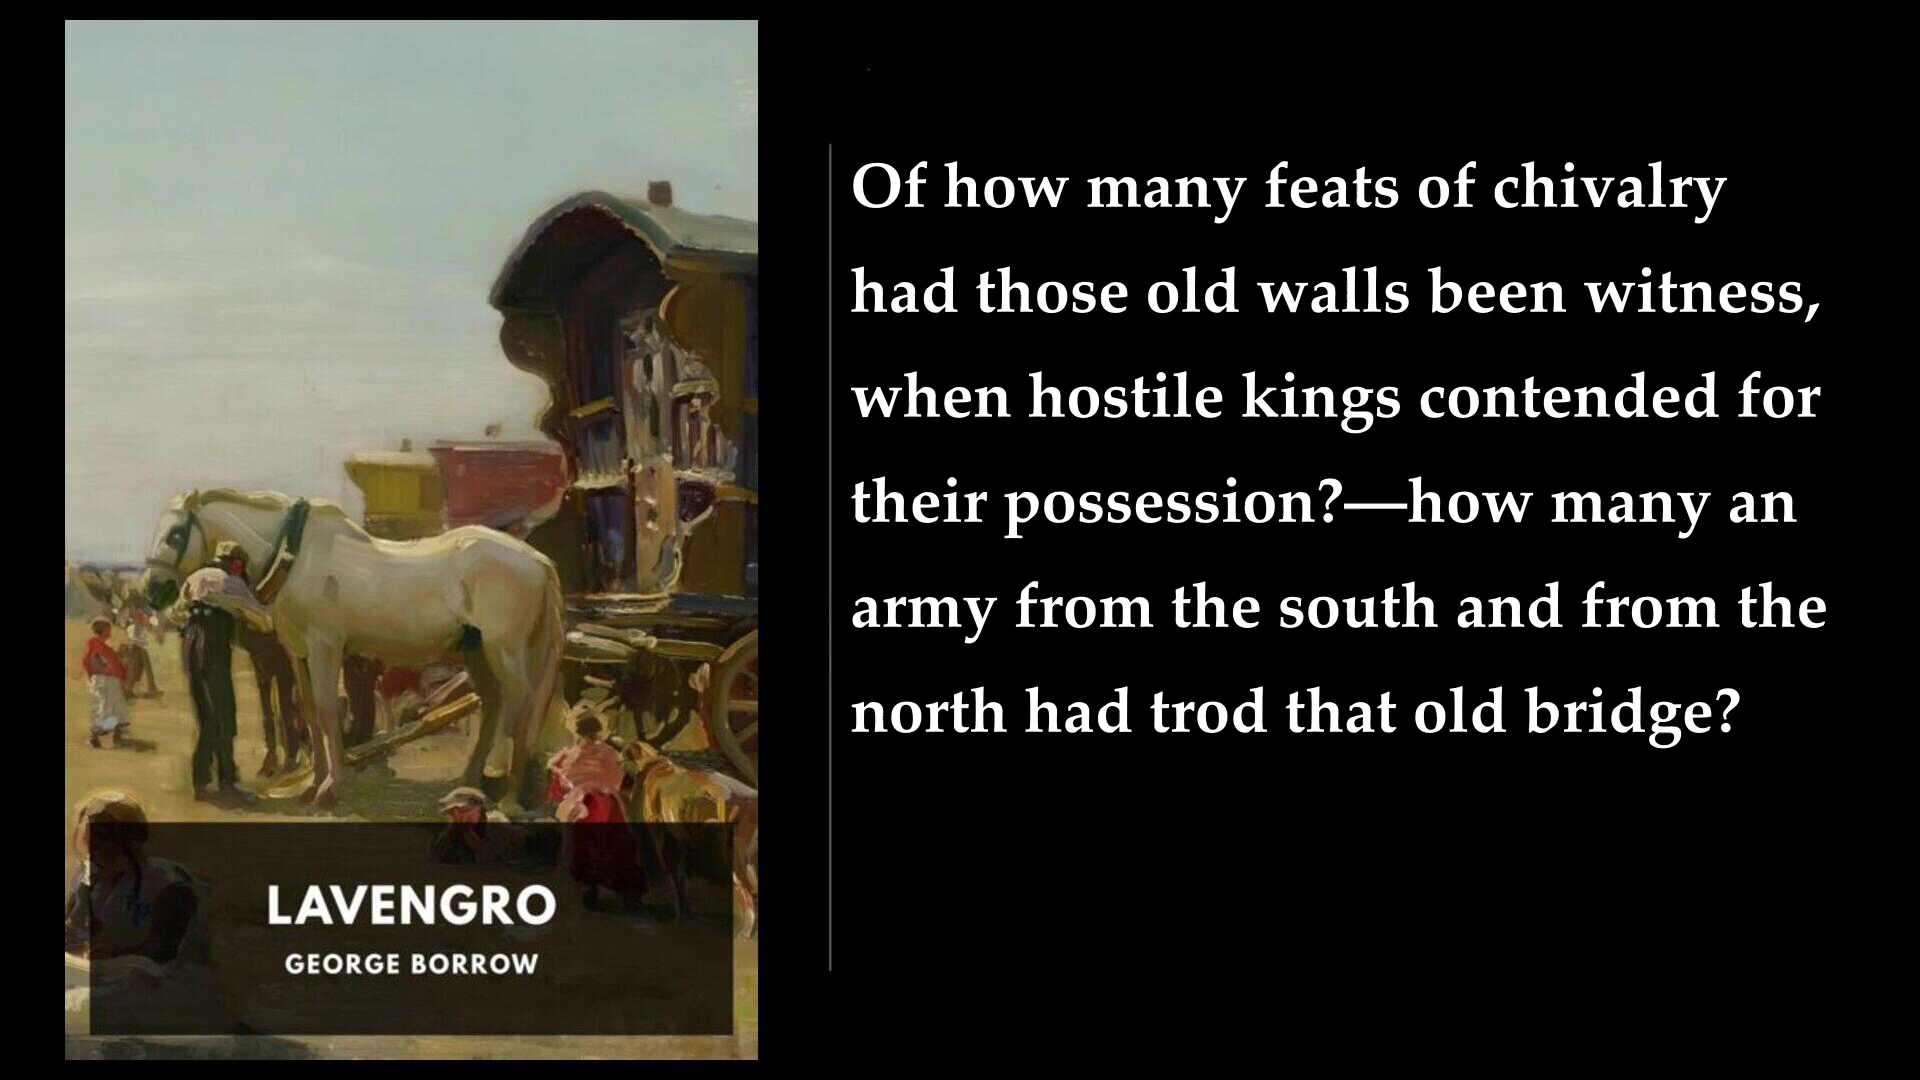 Of how many feats of chivalry
had those old walls been witness,
when hostile kings contended for
their possession?—how many an
army from the south and from the
north had trod that old bridge?
LAVENGRO
GEORGE BORROW